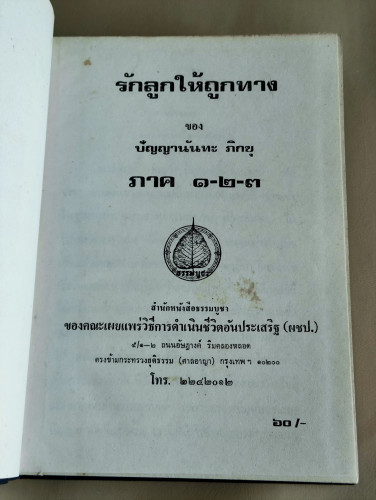 รักลูกให้ถูกทาง
ของ
ปัญญานันทะ ภิกขุ
ภาค ๑-๒-๓
ธรรมบูชา
สำนักหนังสือธรรมบูชา
ของคณะเผยแพร่วิธีการดำเนินชีวิตอันประเสริฐ (ผชป.)
๕/๑-๒ ถนนอัษฎางค์ ริมคลองหลอด
ตรงข้ามกระทรวงยุติธรรม (ศาลอาญา) กรุงเทพฯ ๑๐๒๐๐
โทร. ๒๒๔๒๐๑๒
๖๐/-